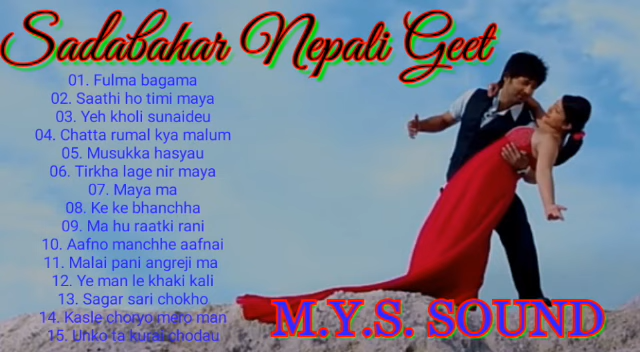 Sadabahar Nepali Geet
01. Fulma bagama
02. Saathi ho timi maya
03. Yeh kholi sunaideu
04. Chatta rumal kya malum
05. Musukka hasyau
06. Tirkha lage nir maya
07. Maya ma
08. Ke ke bhanchha
09. Ma hu raatki rani
10. Aafno manchhe aafnai
11. Malai pani angreji ma
12. Ye man le khaki kali
13. Sagar sari chokho
14. Kasle choryo mero man
15. Unko ta kurai chodau
M.Y.S. SOUND